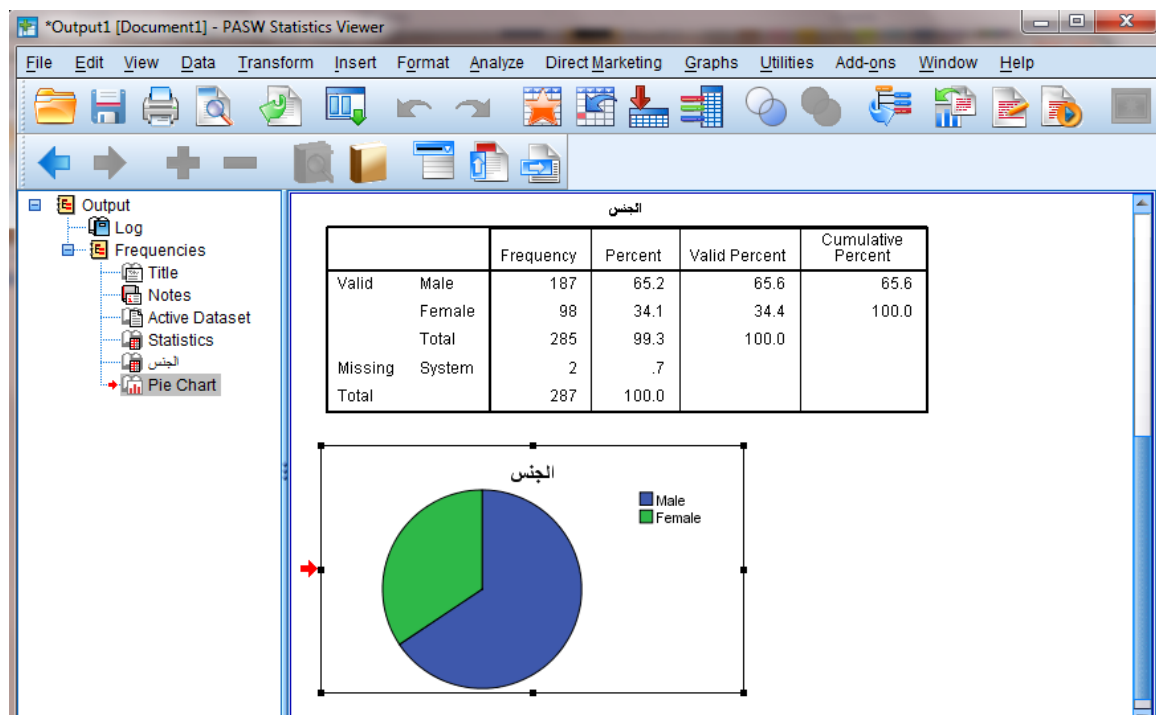 *Output1 [Document1] - PASW Statistics Viewer
File Edit View Data Transform Insert Format Analyze Direct Marketing Graphs Utilities Add-ons Window Help
Output
Log
Frequencies
Title
Notes
Active Dataset
Statistics
الجنس
Pie Chart
الجنس
Frequency Percent Valid Percent Cumulative Percent
Valid Male 187 65.2 65.6 65.6
Female 98 34.1 34.4 100.0
Total 285 99.3 100.0
Missing System 2 .7
Total 287 100.0
الجنس
Male
Female